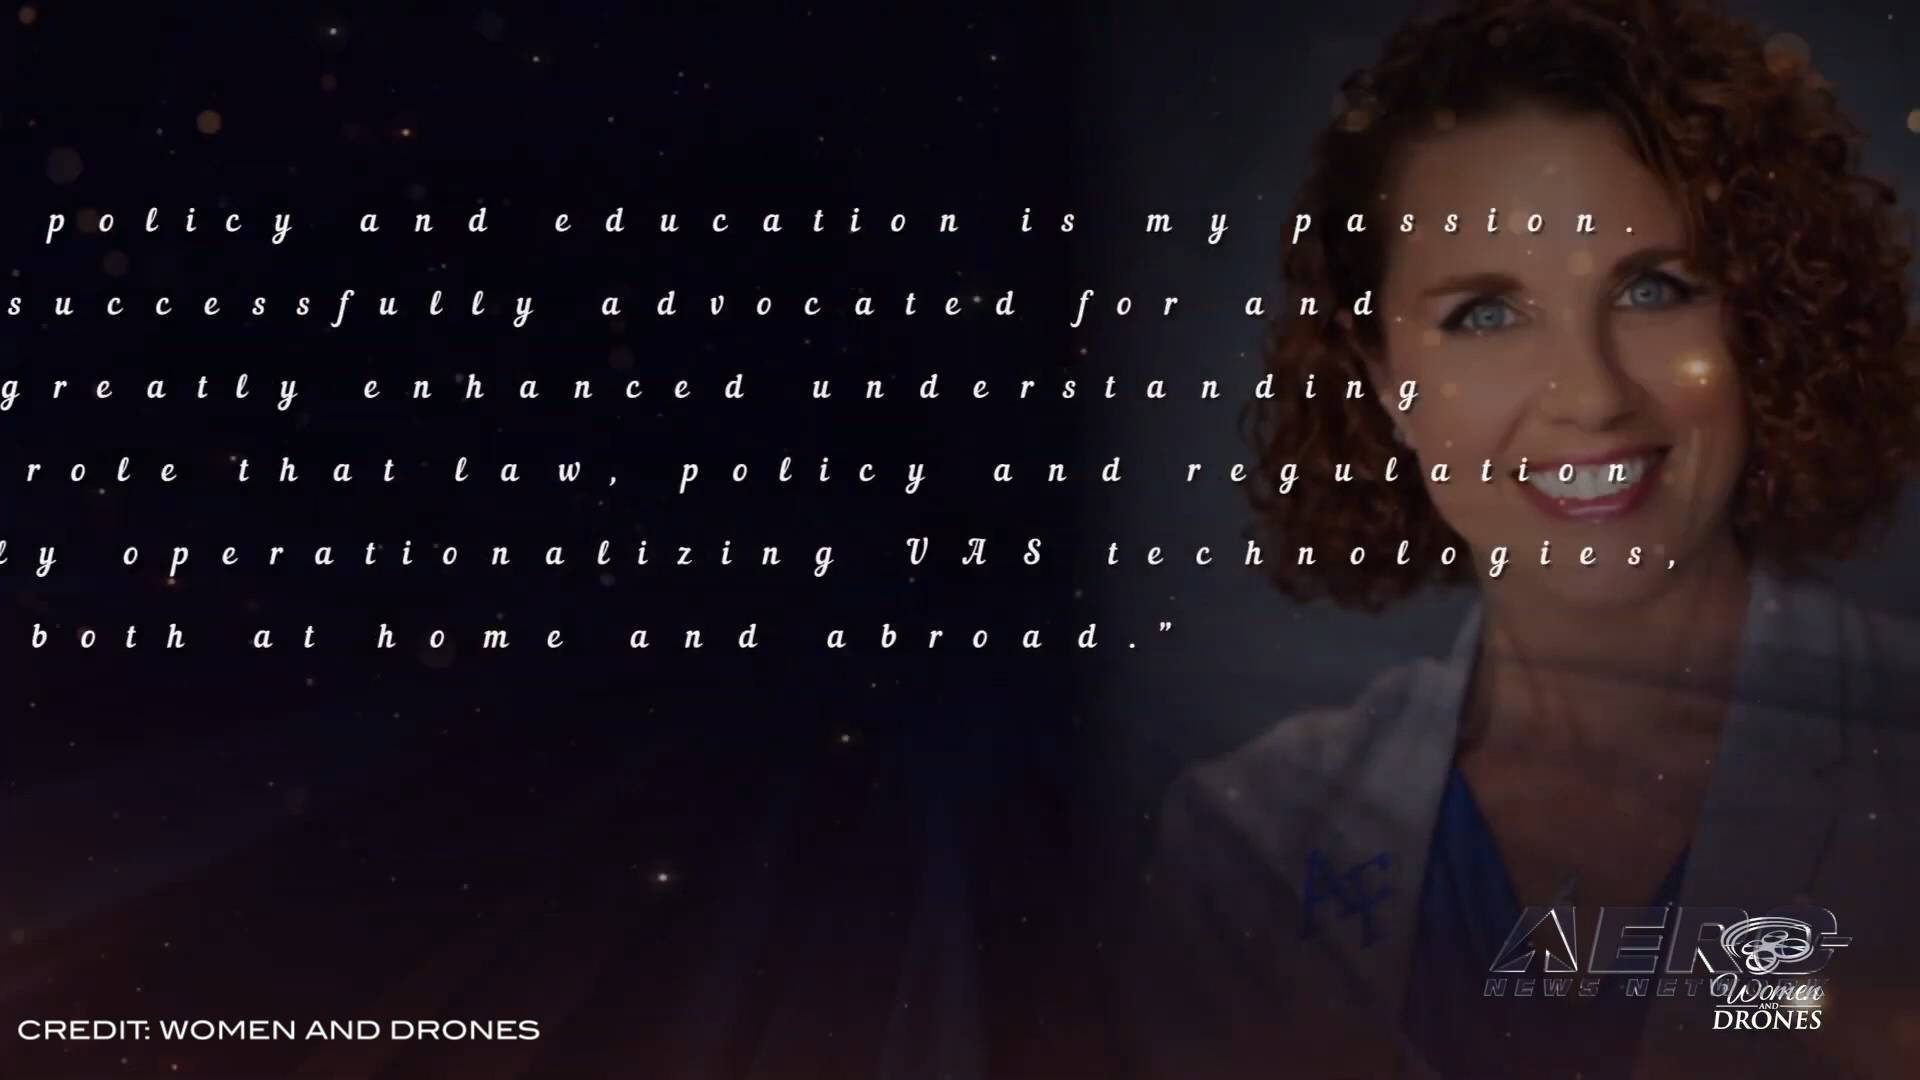 policy and education is my passion.
successfully advocated for and
greatly enhanced understanding
role that law, policy and regulation
ly operationalizing UAS technologies,
both at home and abroad.”
AERO
NEWS NETWORK
Women
AND
DRONES
CREDIT: WOMEN AND DRONES